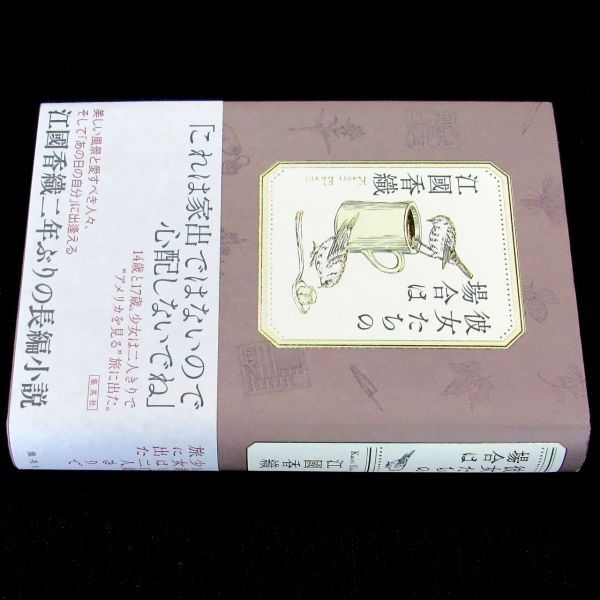 彼女たちの
場合は
江國香織
Kaori Ekuni
「これは家出ではないので
心配しないでね」
14歳と17歳。少女は二人きりで
“アメリカを見る”旅に出た。
集英社
美しい風景と愛すべき人々、
そして「あの日の自分」に出逢える
江國香織二年ぶりの長編小説
彼女たちの
場合は
江國香織